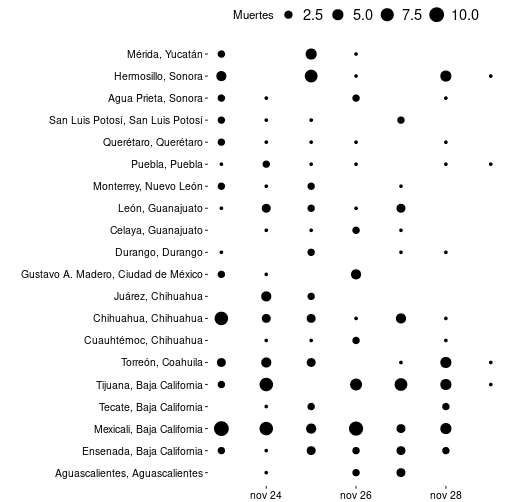 Muertes 2.5 5.0 7.5 10.0
Mérida, Yucatán
Hermosillo, Sonora
Agua Prieta, Sonora
San Luis Potosí, San Luis Potosí
Querétaro, Querétaro
Puebla, Puebla
Monterrey, Nuevo León
León, Guanajuato
Celaya, Guanajuato
Durango, Durango
Gustavo A. Madero, Ciudad de México
Juárez, Chihuahua
Chihuahua, Chihuahua
Cuauhtémoc, Chihuahua
Torreón, Coahuila
Tijuana, Baja California
Tecate, Baja California
Mexicali, Baja California
Ensenada, Baja California
Aguascalientes, Aguascalientes
nov 24 nov 26 nov 28